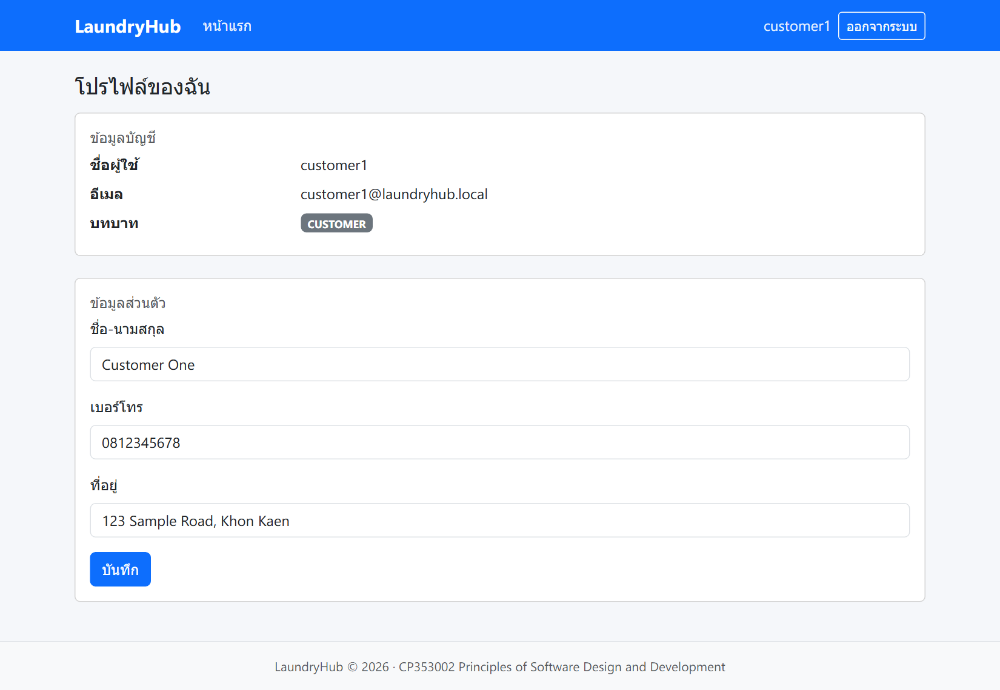 LaundryHub หน้าแรก customer1 ออกจากระบบ
โปรไฟล์ของฉัน
ข้อมูลบัญชี
ชื่อผู้ใช้ customer1
อีเมล customer1@laundryhub.local
บทบาท CUSTOMER
ข้อมูลส่วนตัว
ชื่อ-นามสกุล
Customer One
เบอร์โทร
0812345678
ที่อยู่
123 Sample Road, Khon Kaen
บันทึก
LaundryHub © 2026 · CP353002 Principles of Software Design and Development